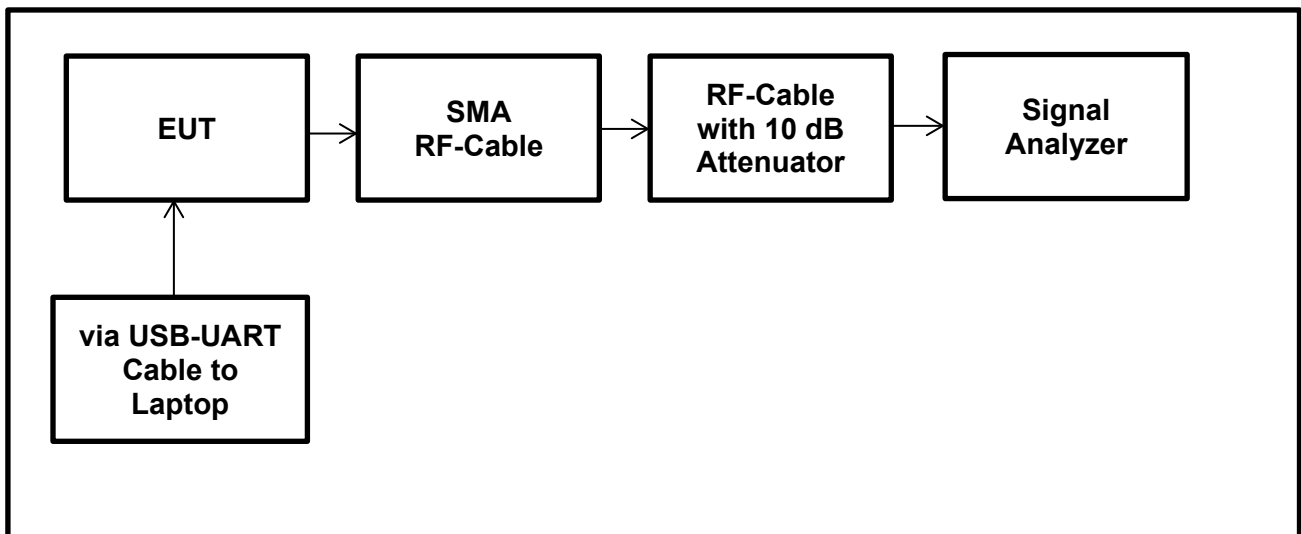 EUT
SMA
RF-Cable
RF-Cable
with 10 dB
Attenuator
Signal
Analyzer
via USB-UART
Cable to
Laptop